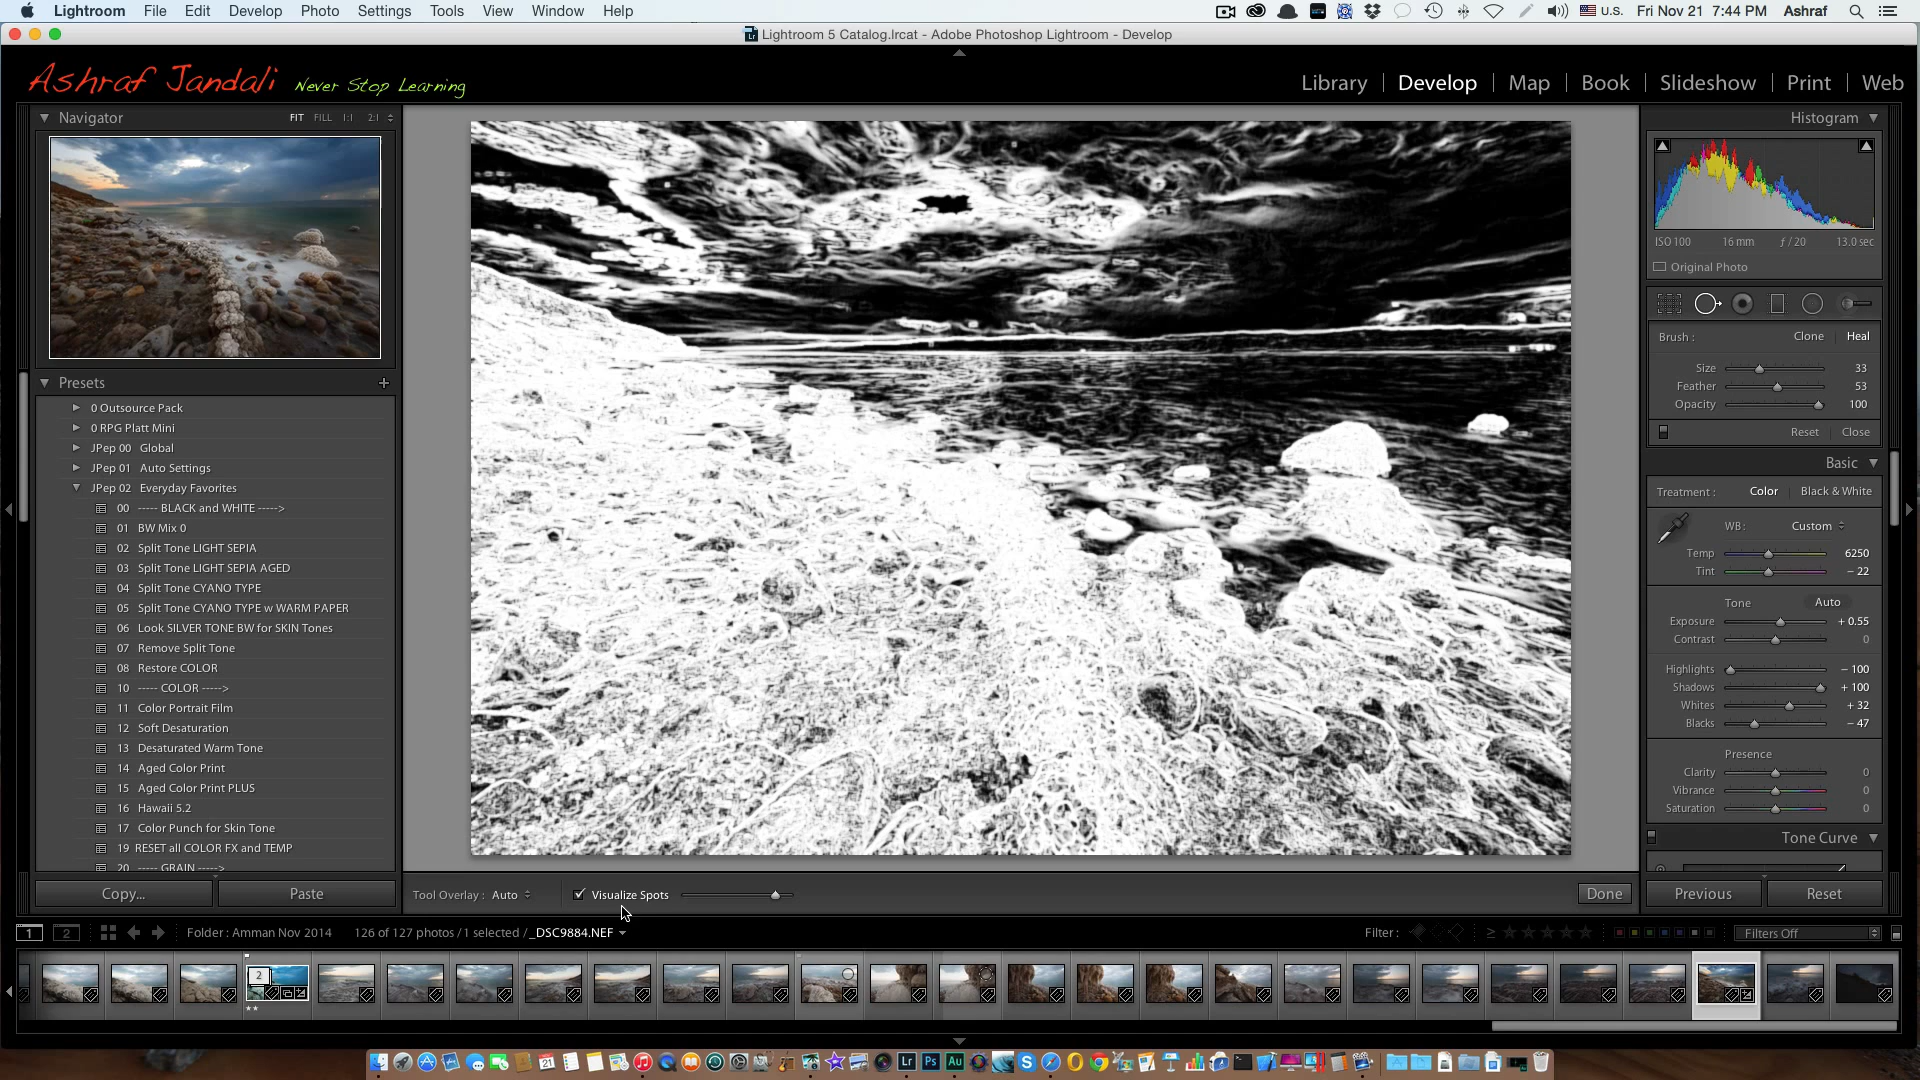 Lightroom File Edit Develop Photo Settings Tools View Window Help
U.S. Fri Nov 21 7:44 PM Ashraf
Lightroom 5 Catalog.lrcat - Adobe Photoshop Lightroom - Develop
Ashraf Jandali Never Stop Learning
Library | Develop | Map | Book | Slideshow | Print | Web
Navigator FIT FILL 1:1 2:1
Presets +
0 Outsource Pack
0 RPG Platt Mini
JPep 00 Global
JPep 01 Auto Settings
JPep 02 Everyday Favorites
00 ----- BLACK and WHITE ----->
01 BW Mix 0
02 Split Tone LIGHT SEPIA
03 Split Tone LIGHT SEPIA AGED
04 Split Tone CYANO TYPE
05 Split Tone CYANO TYPE w WARM PAPER
06 Look SILVER TONE BW for SKIN Tones
07 Remove Split Tone
08 Restore COLOR
10 ----- COLOR ----->
11 Color Portrait Film
12 Soft Desaturation
13 Desaturated Warm Tone
14 Aged Color Print
15 Aged Color Print PLUS
16 Hawaii 5.2
17 Color Punch for Skin Tone
19 RESET all COLOR FX and TEMP
20 ----- GRAIN ----->
Copy... Paste
Tool Overlay : Auto Visualize Spots Done
Histogram
ISO 100 16 mm ƒ / 20 13.0 sec
Original Photo
Brush : Clone Heal
Size 33
Feather 53
Opacity 100
Reset Close
Basic
Treatment : Color Black & White
WB : Custom
Temp 6250
Tint – 22
Tone Auto
Exposure + 0.55
Contrast 0
Highlights – 100
Shadows + 100
Whites + 32
Blacks – 47
Presence
Clarity 0
Vibrance 0
Saturation 0
Tone Curve
Previous Reset
1 2 Folder : Amman Nov 2014 126 of 127 photos / 1 selected / _DSC9884.NEF Filter : ≥ Filters Off
2
21
Lr Ps Au